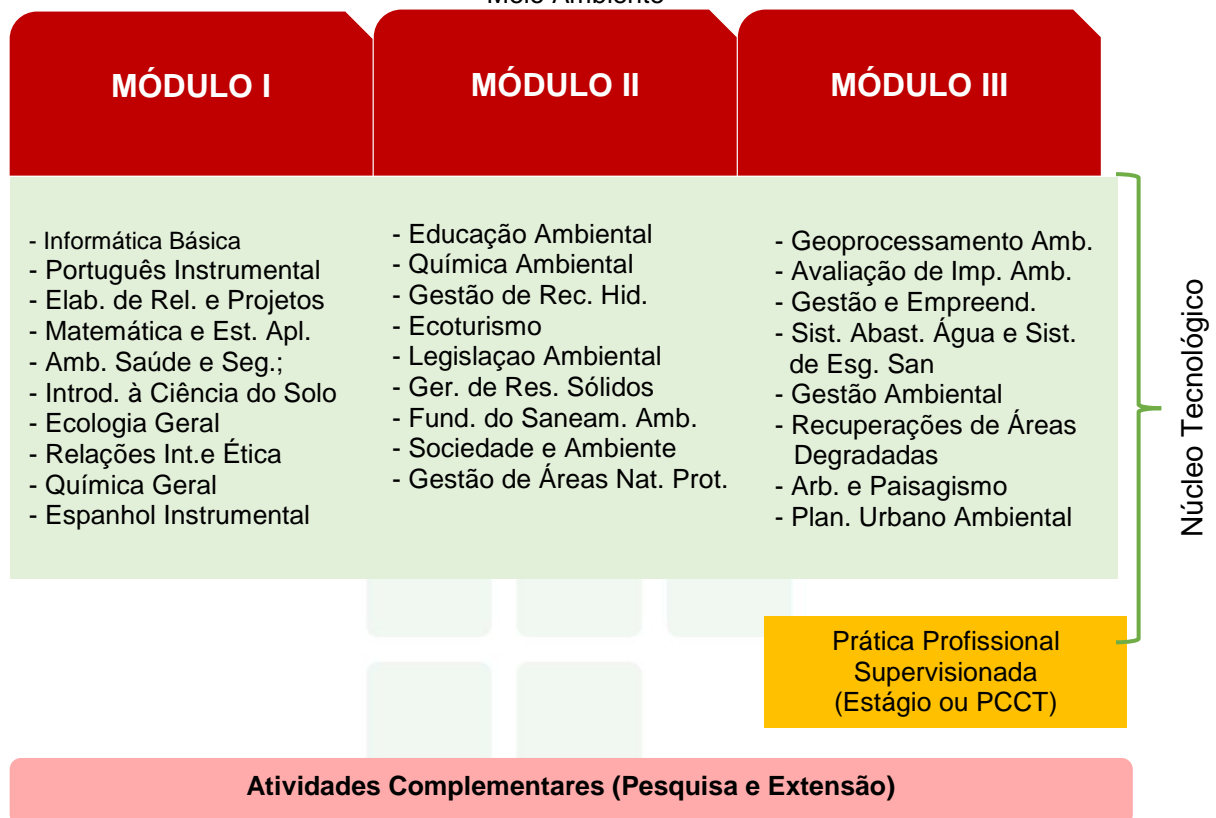 Meio Ambiente
MÓDULO I
MÓDULO II
MÓDULO III
- Informática Básica
- Português Instrumental
- Elab. de Rel. e Projetos
- Matemática e Est. Apl.
- Amb. Saúde e Seg.;
- Introd. à Ciência do Solo
- Ecologia Geral
- Relações Int.e Ética
- Química Geral
- Espanhol Instrumental
- Educação Ambiental
- Química Ambiental
- Gestão de Rec. Hid.
- Ecoturismo
- Legislaçao Ambiental
- Ger. de Res. Sólidos
- Fund. do Saneam. Amb.
- Sociedade e Ambiente
- Gestão de Áreas Nat. Prot.
- Geoprocessamento Amb.
- Avaliação de Imp. Amb.
- Gestão e Empreend.
- Sist. Abast. Água e Sist.
de Esg. San
- Gestão Ambiental
- Recuperações de Áreas
Degradadas
- Arb. e Paisagismo
- Plan. Urbano Ambiental
Núcleo Tecnológico
Prática Profissional
Supervisionada
(Estágio ou PCCT)
Atividades Complementares (Pesquisa e Extensão)